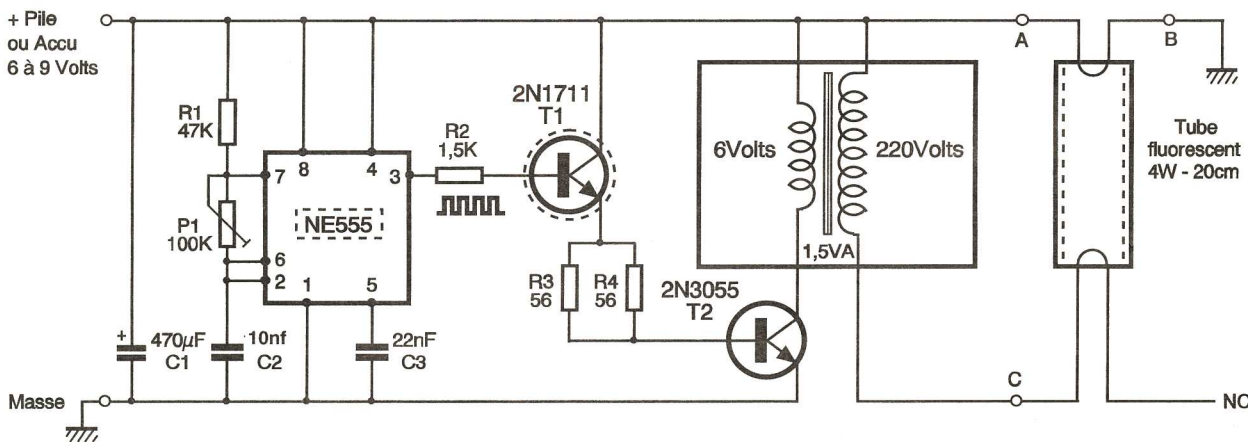 + Pile
ou Accu
6 à 9 Volts
R1
47K
P1
100K
7
8
4
3
6
2
1
5
NE555
R2
1,5K
2N1711
T1
R3
56
R4
56
2N3055
T2
6Volts
220Volts
1,5VA
A
B
C
Tube
fluorescent
4W - 20cm
+
470µF
C1
10nf
C2
22nF
C3
Masse
NC